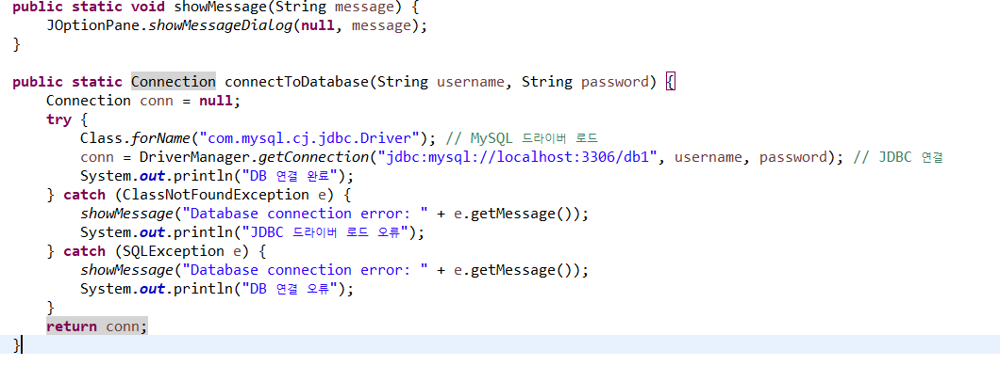 public static void showMessage(String message) {
    JOptionPane.showMessageDialog(null, message);
}

public static Connection connectToDatabase(String username, String password) {
    Connection conn = null;
    try {
        Class.forName("com.mysql.cj.jdbc.Driver"); // MySQL 드라이버 로드
        conn = DriverManager.getConnection("jdbc:mysql://localhost:3306/db1", username, password); // JDBC 연결
        System.out.println("DB 연결 완료");
    } catch (ClassNotFoundException e) {
        showMessage("Database connection error: " + e.getMessage());
        System.out.println("JDBC 드라이버 로드 오류");
    } catch (SQLException e) {
        showMessage("Database connection error: " + e.getMessage());
        System.out.println("DB 연결 오류");
    }
    return conn;
}